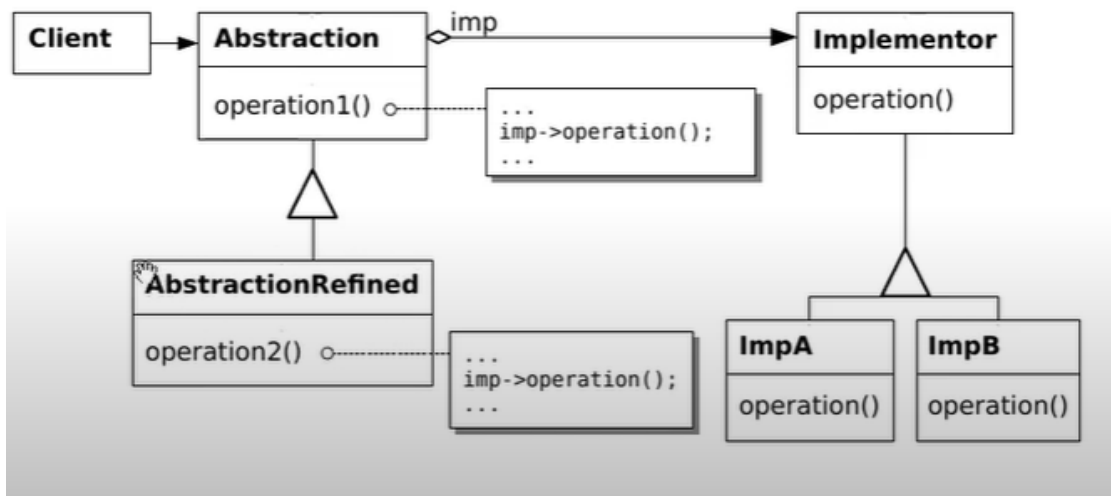 Client
Abstraction
imp
Implementor
operation1()
...
imp->operation();
...
operation()
AbstractionRefined
operation2()
...
imp->operation();
...
ImpA
operation()
ImpB
operation()